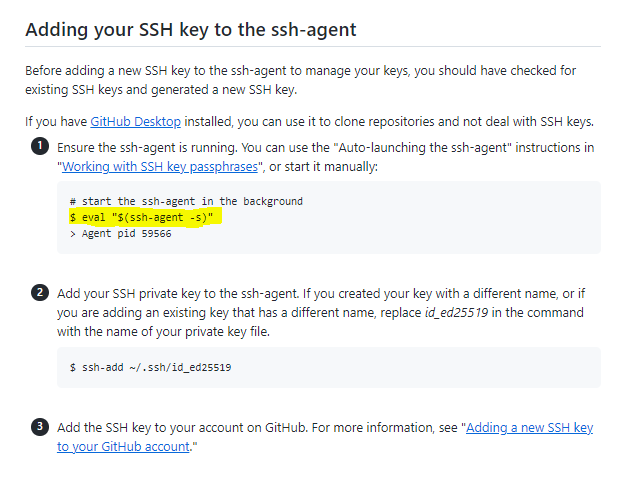 Adding your SSH key to the ssh-agent
Before adding a new SSH key to the ssh-agent to manage your keys, you should have checked for
existing SSH keys and generated a new SSH key.
If you have GitHub Desktop installed, you can use it to clone repositories and not deal with SSH keys.
1 Ensure the ssh-agent is running. You can use the "Auto-launching the ssh-agent" instructions in
"Working with SSH key passphrases", or start it manually:
# start the ssh-agent in the background
$ eval "$(ssh-agent -s)"
> Agent pid 59566
2 Add your SSH private key to the ssh-agent. If you created your key with a different name, or if
you are adding an existing key that has a different name, replace id_ed25519 in the command
with the name of your private key file.
$ ssh-add ~/.ssh/id_ed25519
3 Add the SSH key to your account on GitHub. For more information, see "Adding a new SSH key
to your GitHub account."